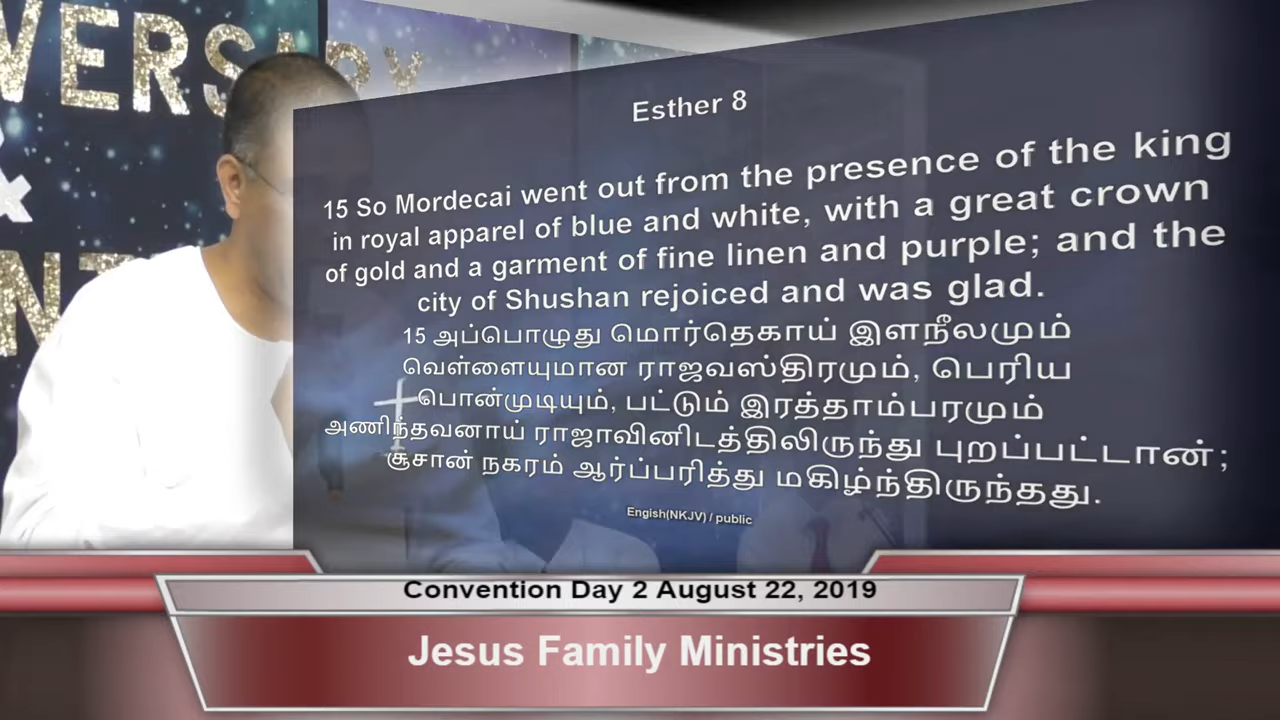 VERSARY
&
Esther 8
15 So Mordecai went out from the presence of the king
in royal apparel of blue and white, with a great crown
of gold and a garment of fine linen and purple; and the
city of Shushan rejoiced and was glad.
15 அப்பொழுது மொர்தெகாய் இளநீலமும்
வெள்ளையுமான ராஜவஸ்திரமும், பெரிய
பொன்முடியும், பட்டும் இரத்தாம்பரமும்
அணிந்தவனாய் ராஜாவினிடத்திலிருந்து புறப்பட்டான்;
சூசான் நகரம் ஆர்ப்பரித்து மகிழ்ந்திருந்தது.
Engish(NKJV) / public
Convention Day 2 August 22, 2019
Jesus Family Ministries